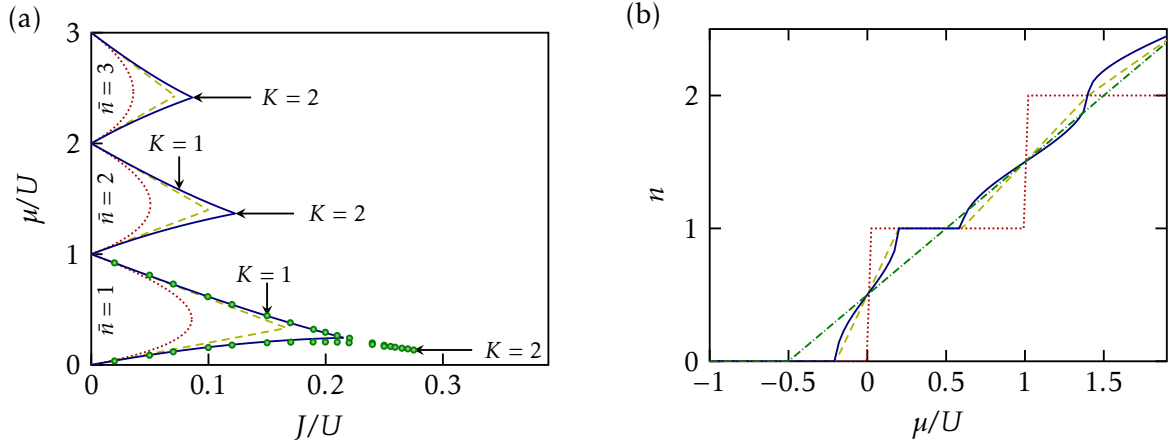 (a)
3
2
1
0
μ/U
n̄ = 3
n̄ = 2
n̄ = 1
K = 2
K = 1
K = 2
K = 1
K = 2
0
0.1
0.2
0.3
J/U
(b)
2
1
0
n
−1
−0.5
0
0.5
1
1.5
μ/U